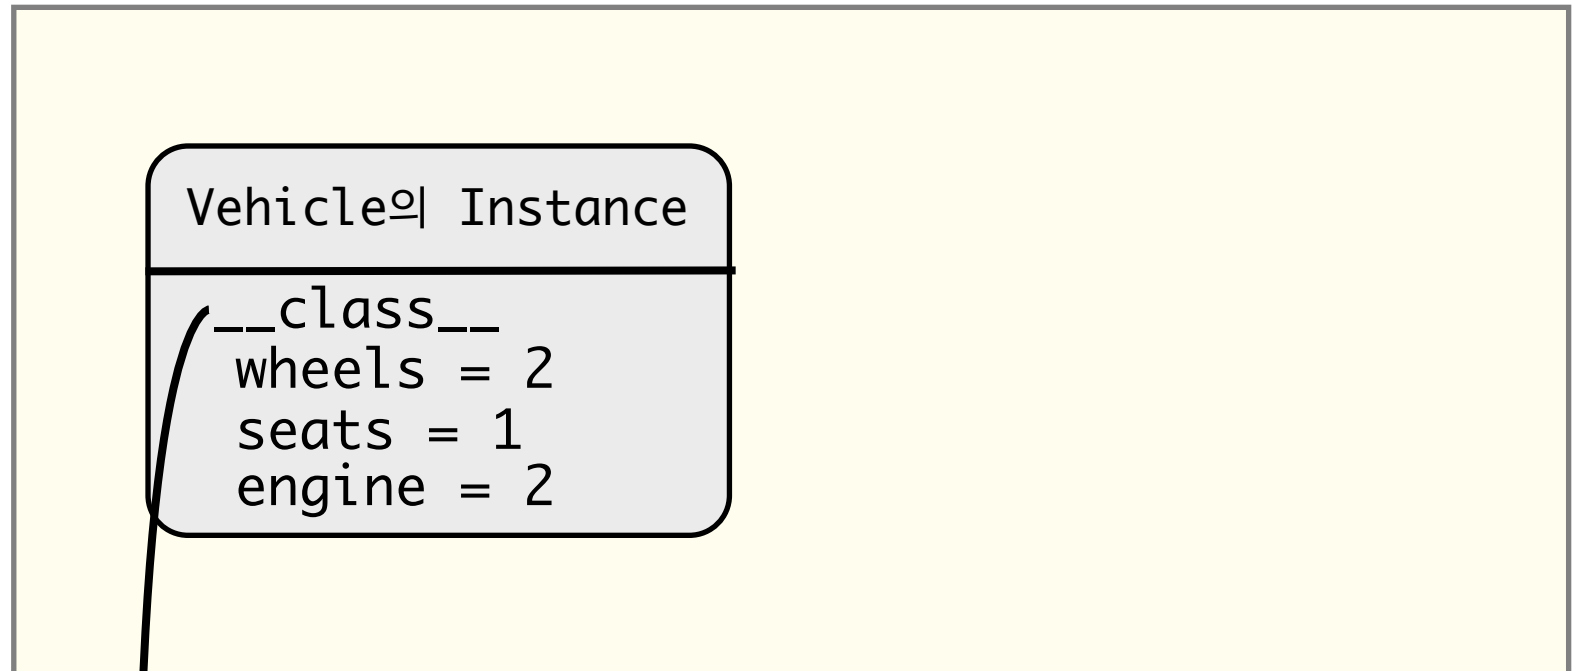 Vehicle의 Instance
__class__
wheels = 2
seats = 1
engine = 2